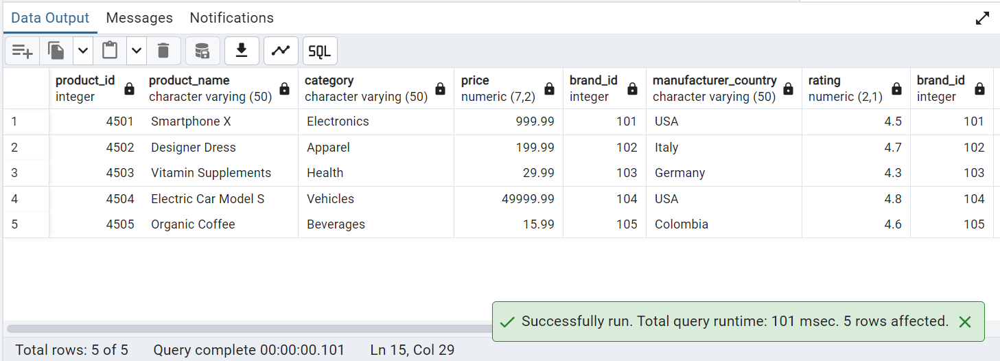 Data Output Messages Notifications
SQL
product_id product_name category price brand_id manufacturer_country rating brand_id
integer character varying (50) character varying (50) numeric (7,2) integer character varying (50) numeric (2,1) integer
1 4501 Smartphone X Electronics 999.99 101 USA 4.5 101
2 4502 Designer Dress Apparel 199.99 102 Italy 4.7 102
3 4503 Vitamin Supplements Health 29.99 103 Germany 4.3 103
4 4504 Electric Car Model S Vehicles 49999.99 104 USA 4.8 104
5 4505 Organic Coffee Beverages 15.99 105 Colombia 4.6 105
Successfully run. Total query runtime: 101 msec. 5 rows affected.
Total rows: 5 of 5 Query complete 00:00:00.101 Ln 15, Col 29